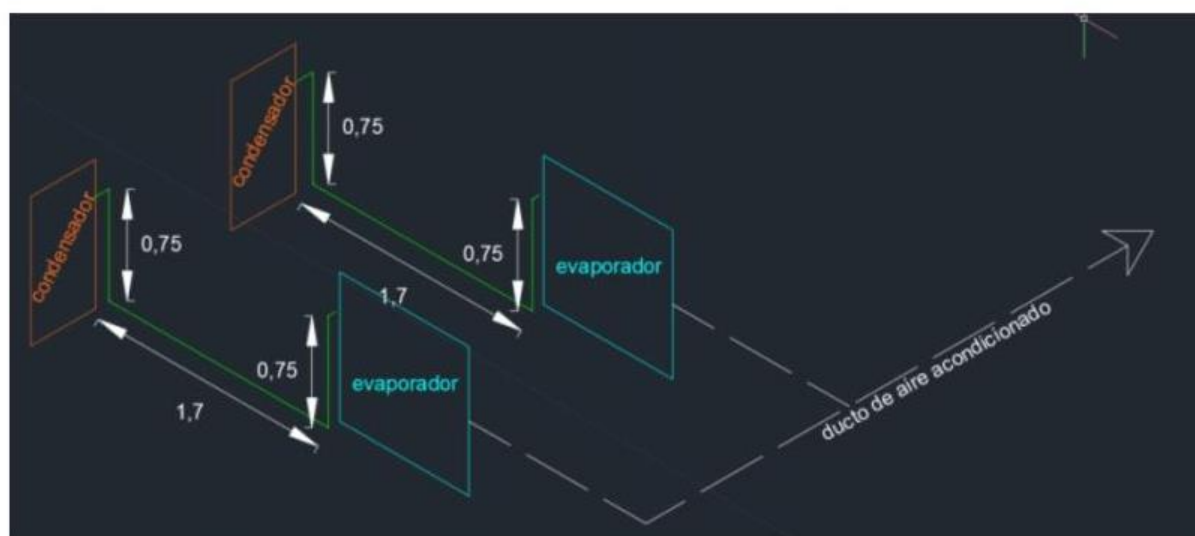 condensador
0,75
condensador
0,75
0,75
evaporador
1,7
0,75
evaporador
1,7
ducto de aire acondicionado